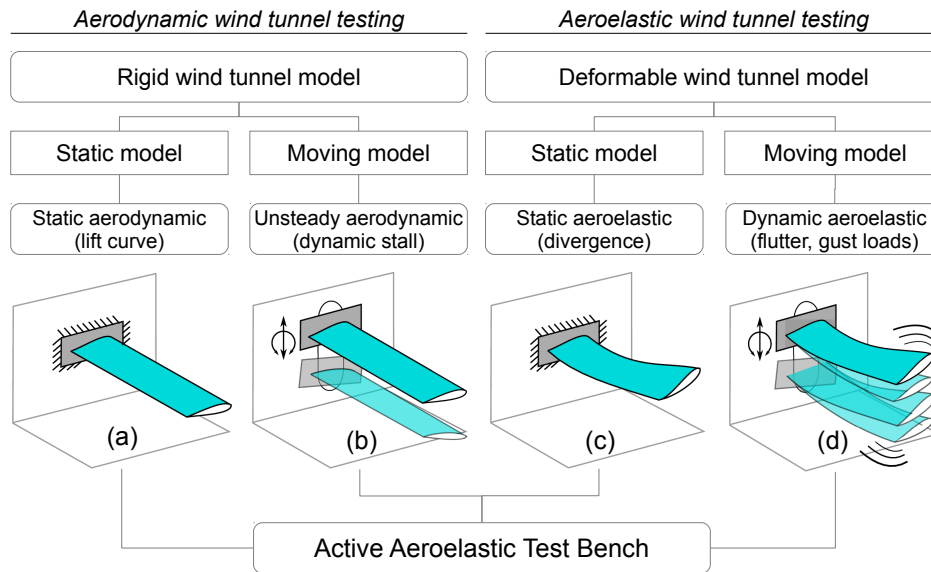 Aerodynamic wind tunnel testing
Aeroelastic wind tunnel testing
Rigid wind tunnel model
Deformable wind tunnel model
Static model
Moving model
Static model
Moving model
Static aerodynamic
(lift curve)
Unsteady aerodynamic
(dynamic stall)
Static aeroelastic
(divergence)
Dynamic aeroelastic
(flutter, gust loads)
(a)
(b)
(c)
(d)
Active Aeroelastic Test Bench